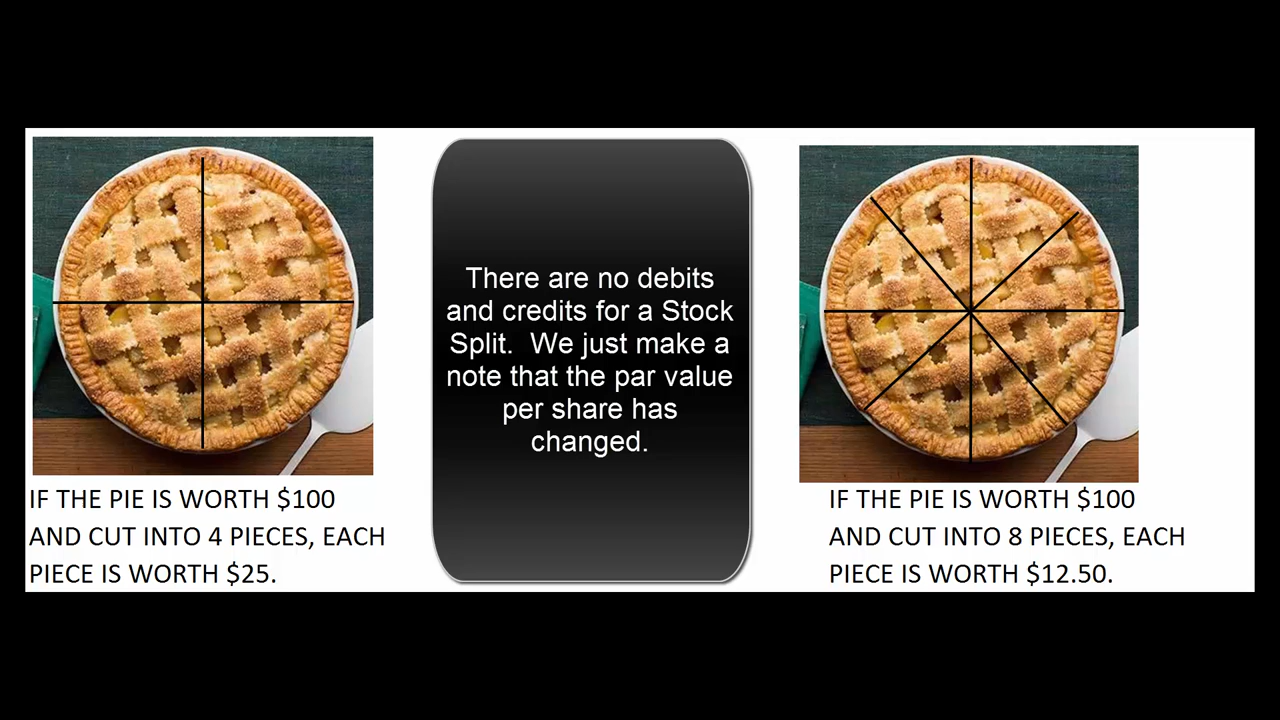 There are no debits
and credits for a Stock
Split.  We just make a
note that the par value
per share has
changed.
IF THE PIE IS WORTH $100
AND CUT INTO 4 PIECES, EACH
PIECE IS WORTH $25.
IF THE PIE IS WORTH $100
AND CUT INTO 8 PIECES, EACH
PIECE IS WORTH $12.50.